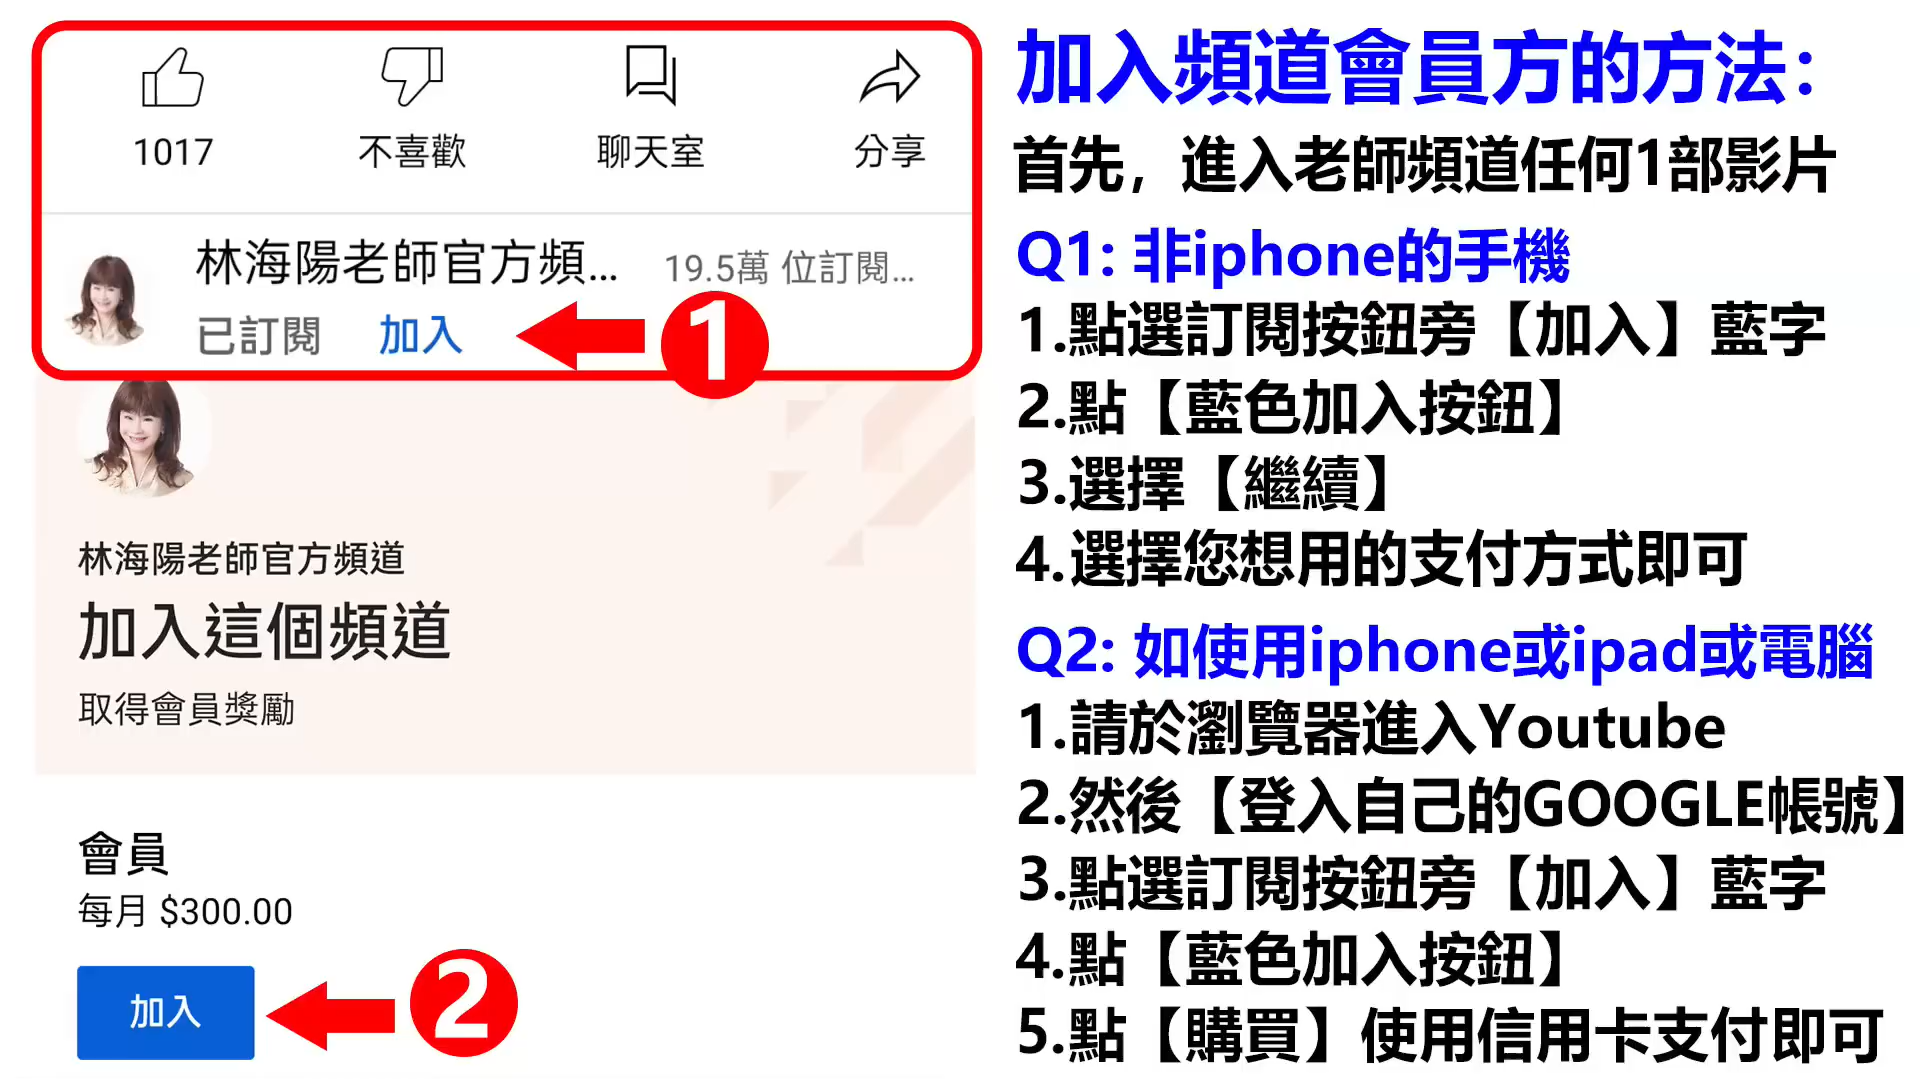 1017
不喜歡
聊天室
分享
林海陽老師官方頻...
19.5萬 位訂閱...
已訂閱
加入
1
林海陽老師官方頻道
加入這個頻道
取得會員獎勵
會員
每月 $300.00
加入
2
加入頻道會員方的方法：
首先，進入老師頻道任何1部影片
Q1: 非iphone的手機
1.點選訂閱按鈕旁【加入】藍字
2.點【藍色加入按鈕】
3.選擇【繼續】
4.選擇您想用的支付方式即可
Q2: 如使用iphone或ipad或電腦
1.請於瀏覽器進入Youtube
2.然後【登入自己的GOOGLE帳號】
3.點選訂閱按鈕旁【加入】藍字
4.點【藍色加入按鈕】
5.點【購買】使用信用卡支付即可